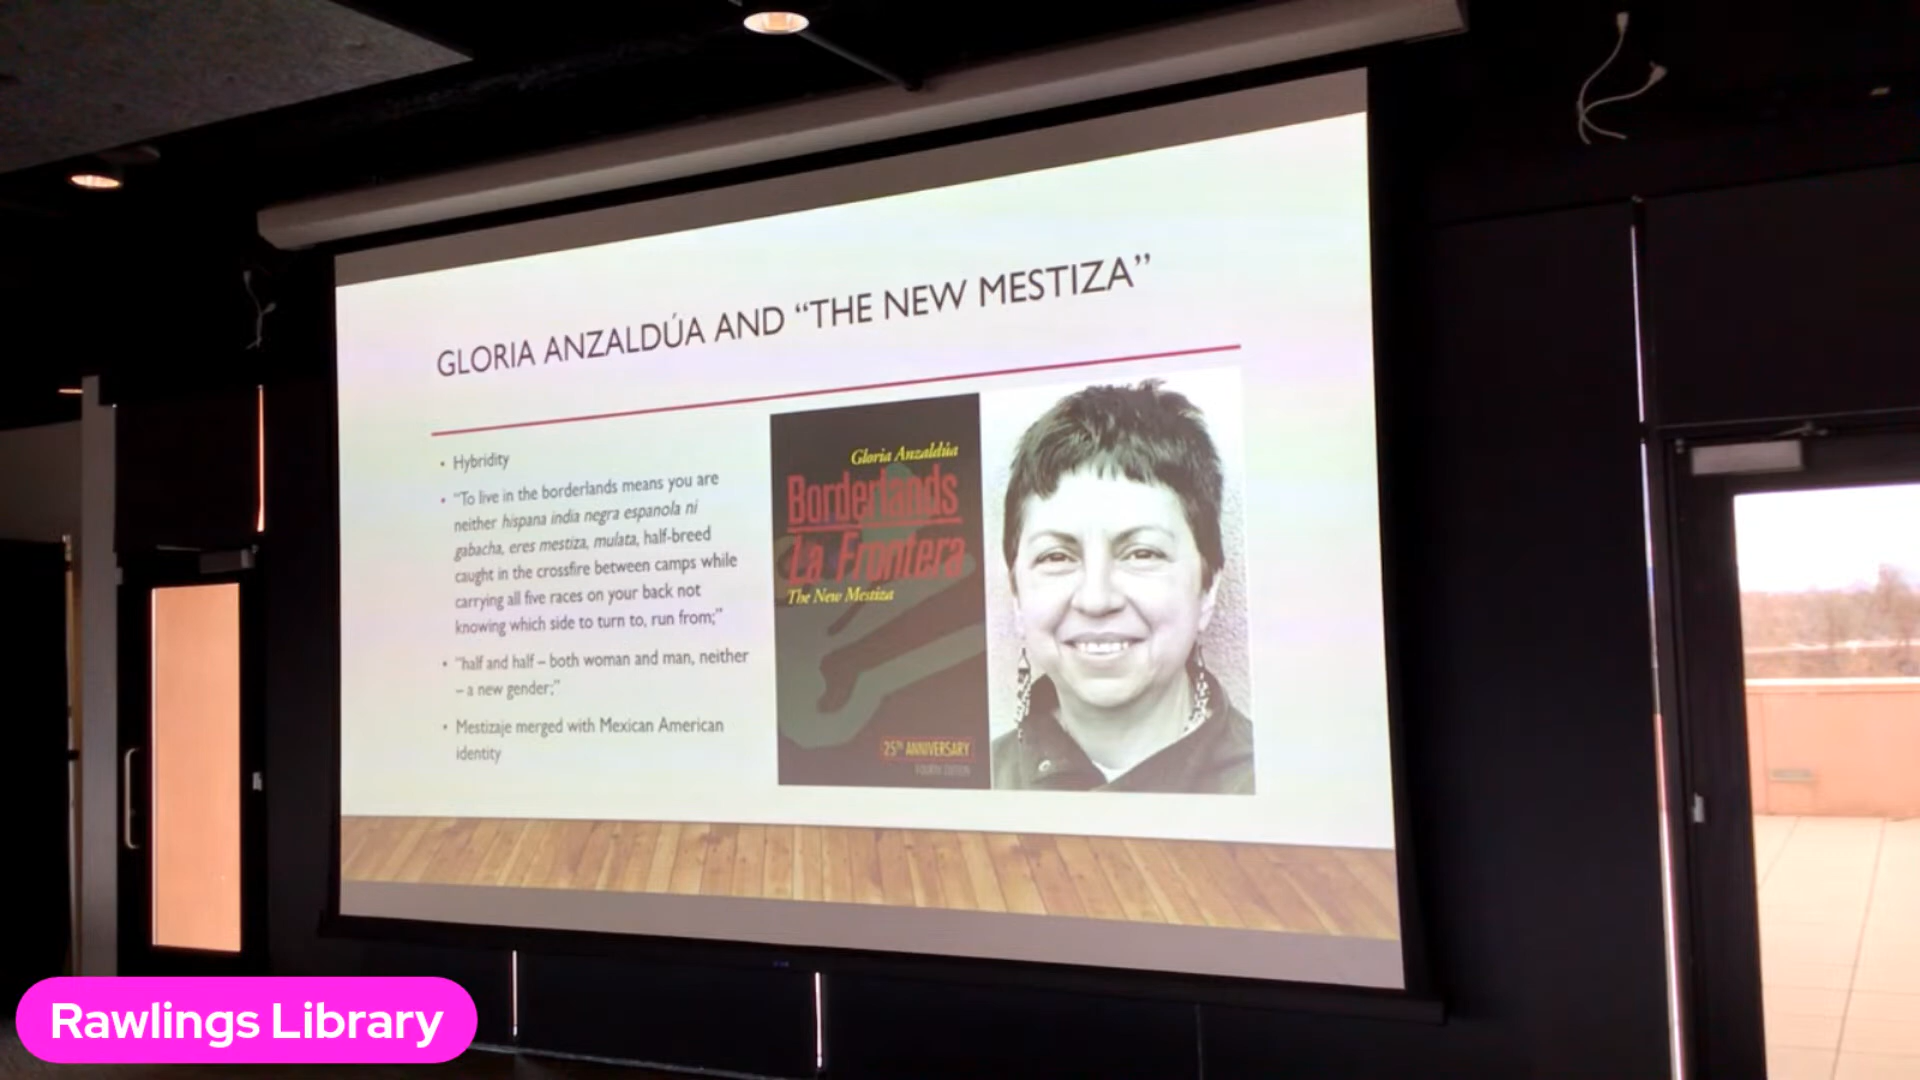 GLORIA ANZALDÚA AND “THE NEW MESTIZA”
• Hybridity
• “To live in the borderlands means you are
neither hispana india negra espanola ni
gabacha, eres mestiza, mulata, half-breed
caught in the crossfire between camps while
carrying all five races on your back not
knowing which side to turn to, run from;”
• “half and half – both woman and man, neither
– a new gender;”
• Mestizaje merged with Mexican American
identity
Gloria Anzaldúa
Borderlands
La Frontera
The New Mestiza
25TH ANNIVERSARY
FOURTH EDITION
Rawlings Library